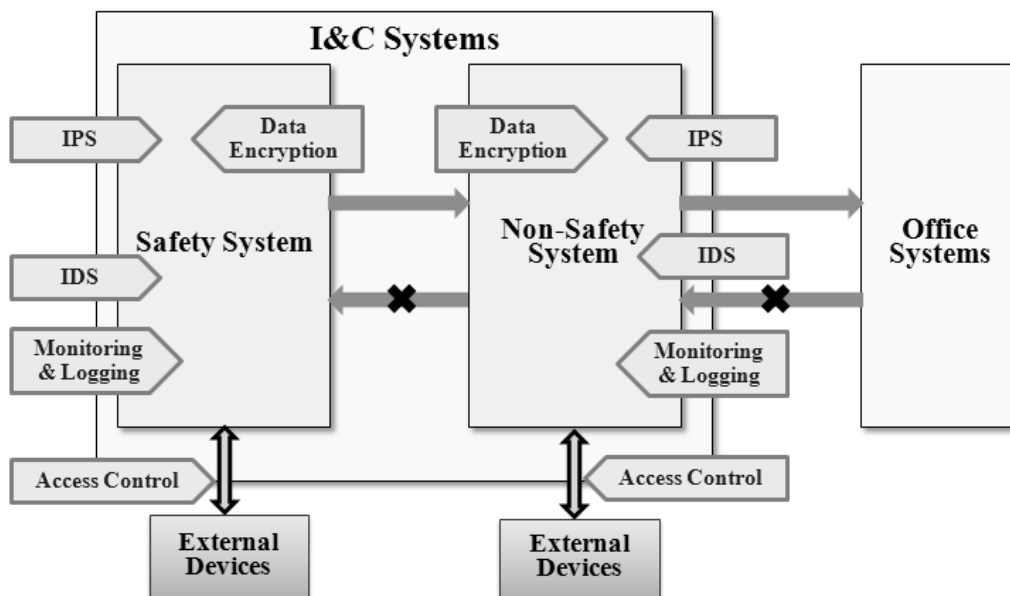 I&C Systems
IPS
Data
Encryption
Data
Encryption
IPS
Safety System
Non-Safety
System
Office
Systems
IDS
IDS
Monitoring
& Logging
Monitoring
& Logging
Access Control
Access Control
External
Devices
External
Devices